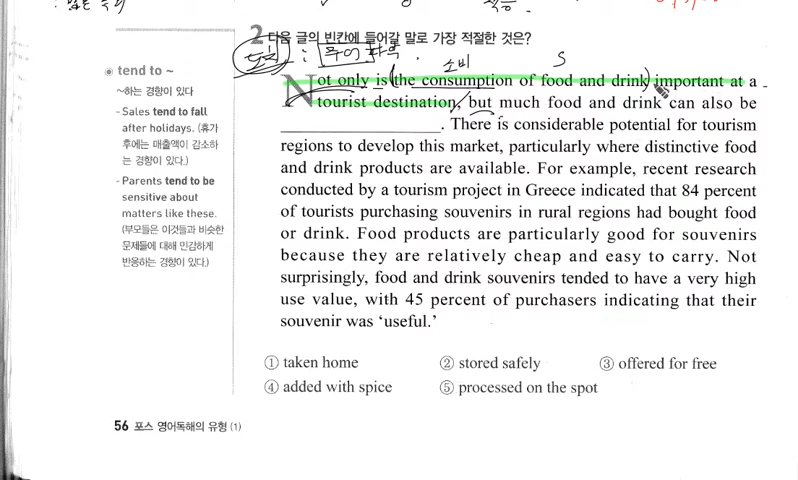 2 다음 글의 빈칸에 들어갈 말로 가장 적절한 것은?
소비
S
tend to ~
~하는 경향이 있다
- Sales tend to fall
after holidays. (휴가
후에는 매출액이 감소하
는 경향이 있다.)
- Parents tend to be
sensitive about
matters like these.
(부모들은 이것들과 비슷한
문제들에 대해 민감하게
반응하는 경향이 있다.)
Not only is (the consumption of food and drink) important at a
tourist destination, but much food and drink can also be
____________________. There is considerable potential for tourism
regions to develop this market, particularly where distinctive food
and drink products are available. For example, recent research
conducted by a tourism project in Greece indicated that 84 percent
of tourists purchasing souvenirs in rural regions had bought food
or drink. Food products are particularly good for souvenirs
because they are relatively cheap and easy to carry. Not
surprisingly, food and drink souvenirs tended to have a very high
use value, with 45 percent of purchasers indicating that their
souvenir was ‘useful.’
① taken home ② stored safely ③ offered for free
④ added with spice ⑤ processed on the spot
56 포스 영어독해의 유형 (1)